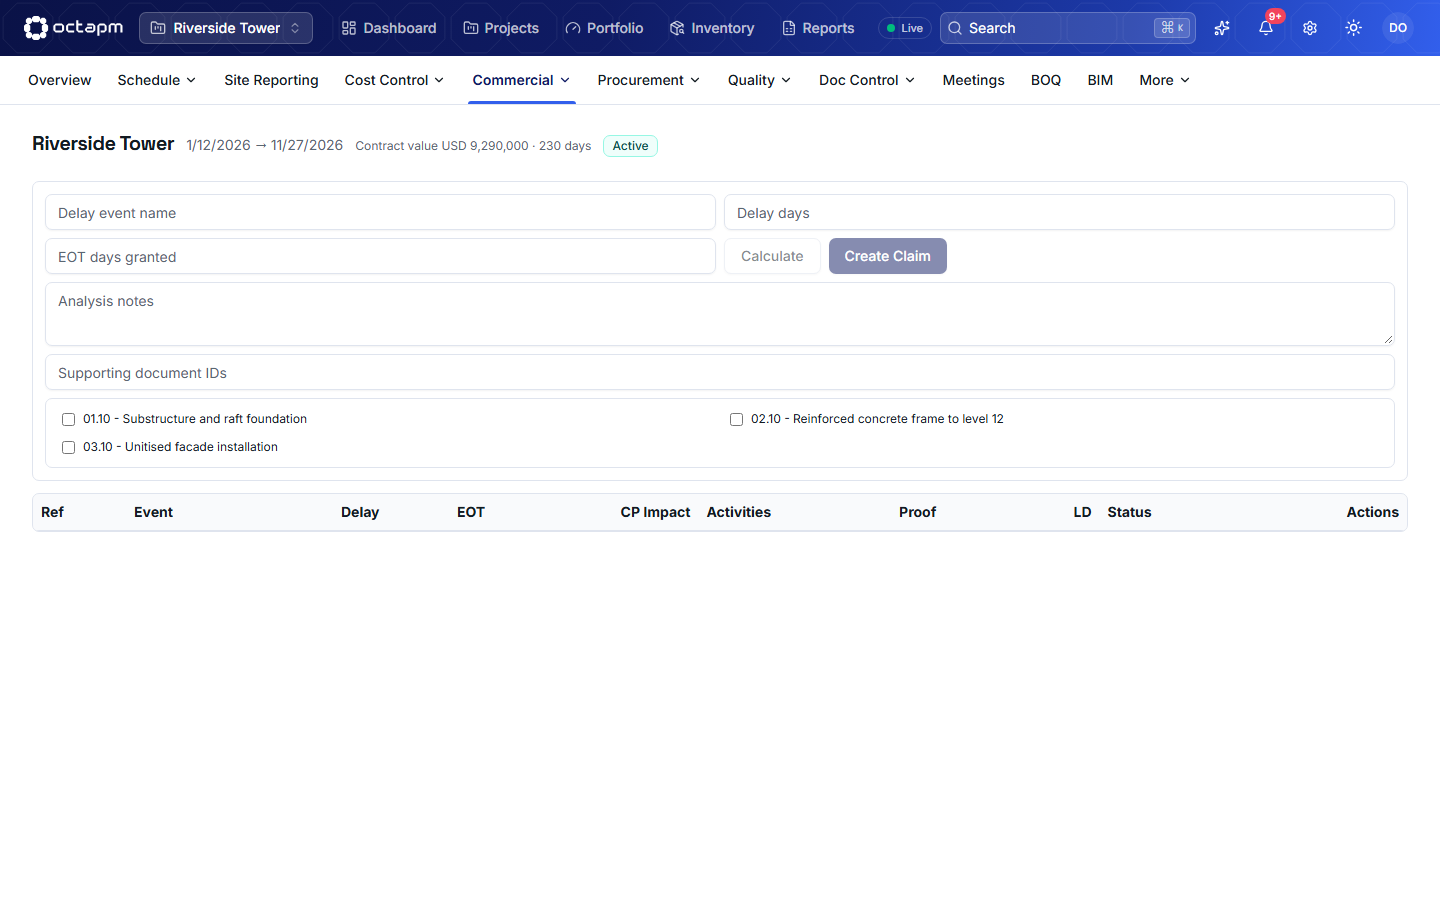 octapm Riverside Tower Dashboard Projects Portfolio Inventory Reports Live Search ⌘ K 9+ DO
Overview Schedule Site Reporting Cost Control Commercial Procurement Quality Doc Control Meetings BOQ BIM More
Riverside Tower 1/12/2026 → 11/27/2026 Contract value USD 9,290,000 · 230 days Active
Delay event name Delay days
EOT days granted Calculate Create Claim
Analysis notes
Supporting document IDs
01.10 - Substructure and raft foundation 02.10 - Reinforced concrete frame to level 12
03.10 - Unitised facade installation
Ref Event Delay EOT CP Impact Activities Proof LD Status Actions